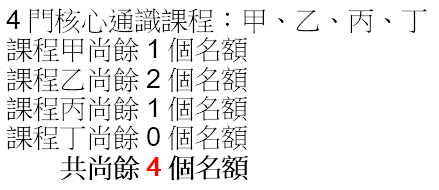 4 門核心通識課程：甲、乙、丙、丁
課程甲尚餘 1 個名額
課程乙尚餘 2 個名額
課程丙尚餘 1 個名額
課程丁尚餘 0 個名額
共尚餘 4 個名額